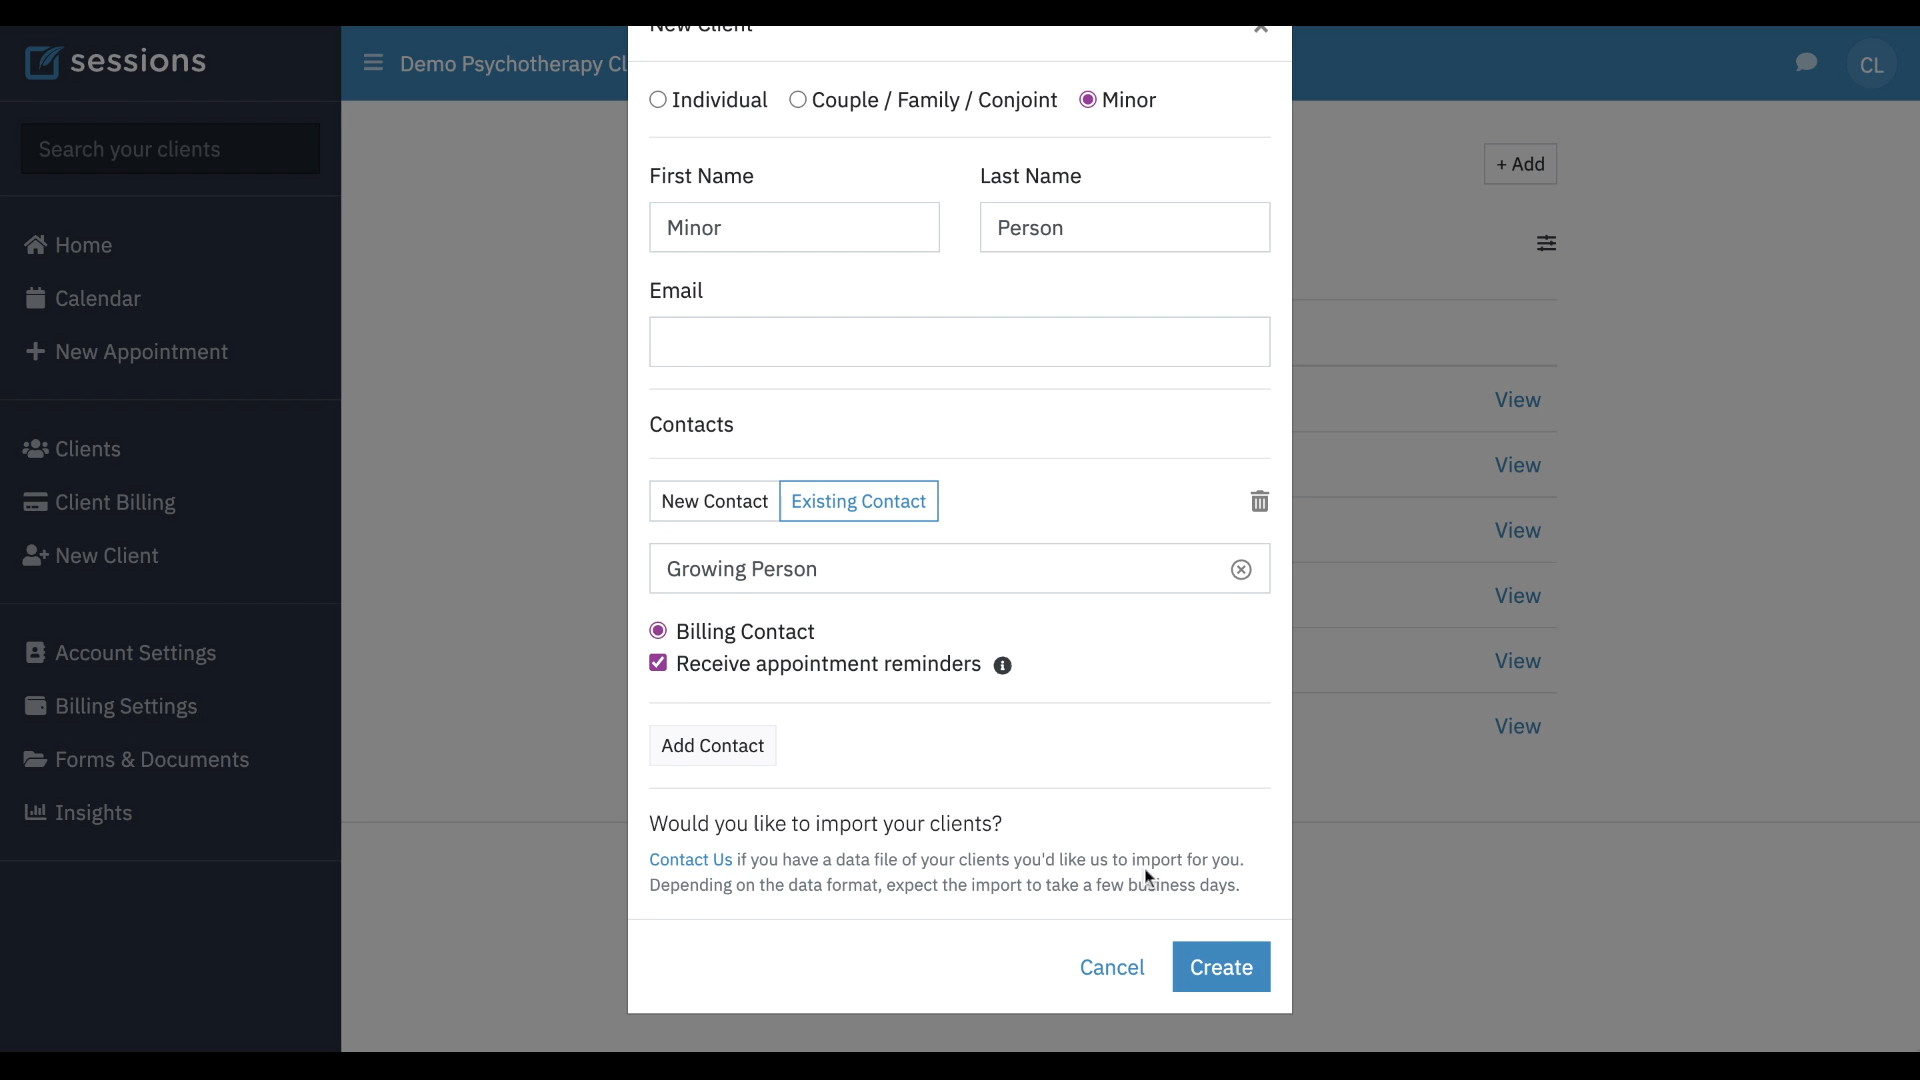 sessions
Search your clients
Home
Calendar
New Appointment
Clients
Client Billing
New Client
Account Settings
Billing Settings
Forms & Documents
Insights
Demo Psychotherapy Cl
CL
+ Add
View
View
View
View
View
View
New Client
Individual Couple / Family / Conjoint Minor
First Name Last Name
Minor Person
Email
Contacts
New Contact Existing Contact
Growing Person
Billing Contact
Receive appointment reminders
Add Contact
Would you like to import your clients?
Contact Us if you have a data file of your clients you'd like us to import for you.
Depending on the data format, expect the import to take a few business days.
Cancel Create